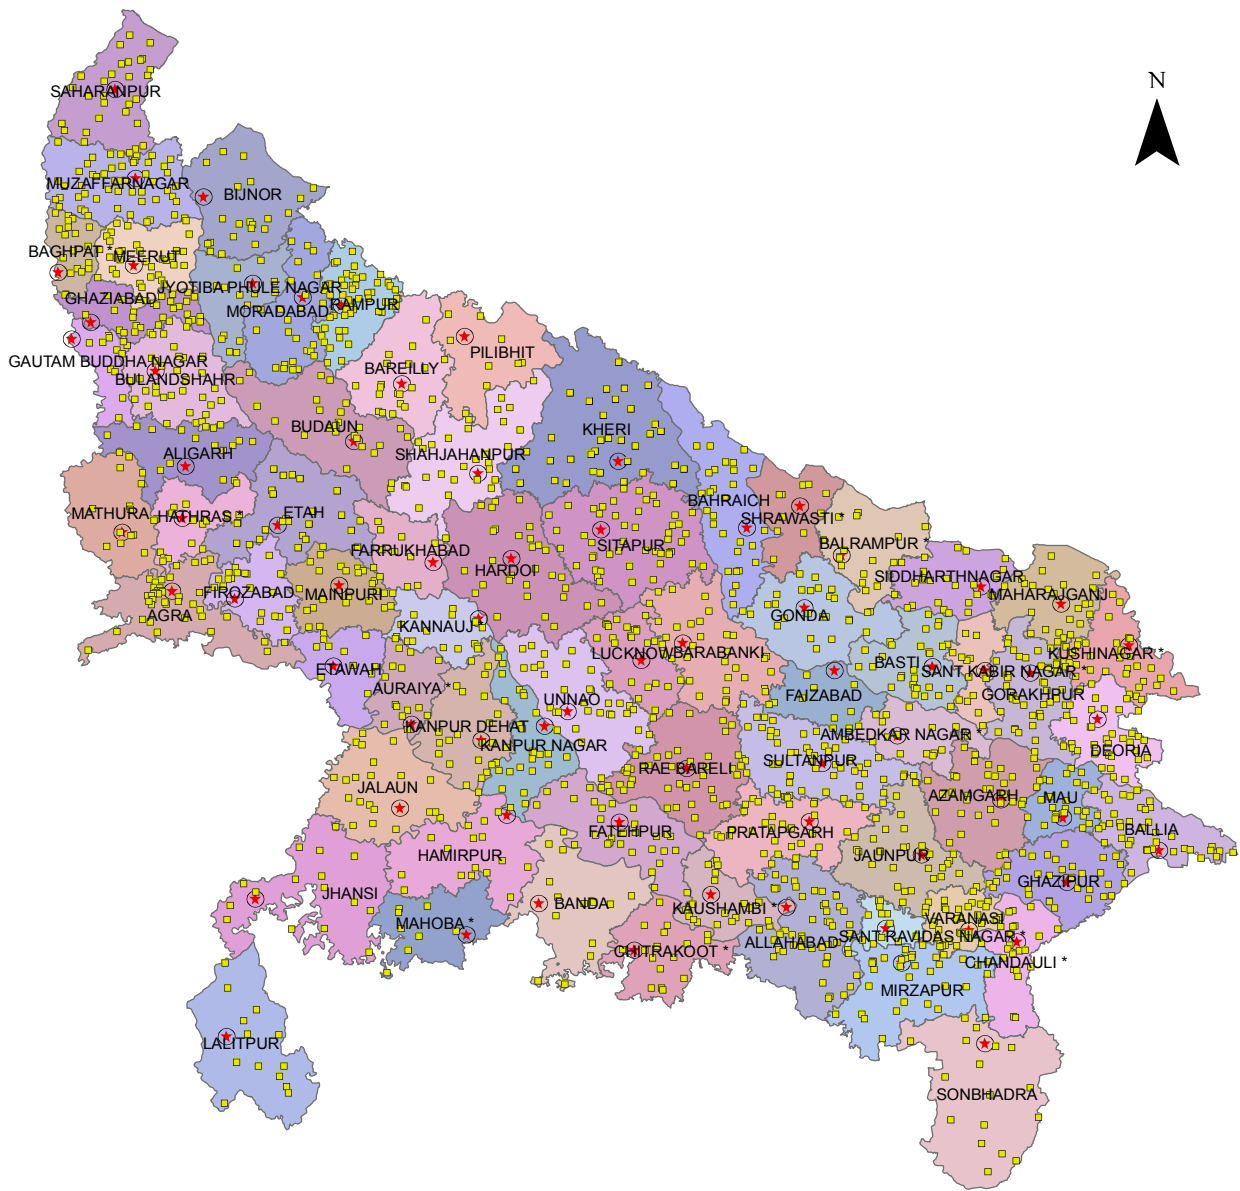 N
SAHARANPUR
MUZAFFARNAGAR
BIJNOR
BAGHPAT *
MEERUT
JYOTIBA PHULE NAGAR
GHAZIABAD
MORADABAD
RAMPUR
GAUTAM BUDDHA NAGAR
BULANDSHAHR
BAREILLY
PILIBHIT
BUDAUN
KHERI
ALIGARH
SHAHJAHANPUR
MATHURA
HATHRAS *
ETAH
BAHRAICH
SHRAWASTI *
FARRUKHABAD
SITAPUR
BALRAMPUR *
HARDOI
SIDDHARTHNAGAR
AGRA
FIROZABAD
MAINPURI
MAHARAJGANJ
KANNAUJ *
GONDA
LUCKNOW
BARABANKI
KUSHINAGAR *
ETAWAH
BASTI
SANT KABIR NAGAR *
AURAIYA *
FAIZABAD
GORAKHPUR
UNNAO
KANPUR DEHAT
KANPUR NAGAR
AMBEDKAR NAGAR *
DEORIA
SULTANPUR
RAE BARELI
JALAUN
AZAMGARH
MAU
FATEHPUR
PRATAPGARH
BALLIA
HAMIRPUR
JAUNPUR
JHANSI
GHAZIPUR
BANDA
KAUSHAMBI *
MAHOBA *
VARANASI
CHITRAKOOT *
ALLAHABAD
SANT RAVIDAS NAGAR *
CHANDAULI *
MIRZAPUR
LALITPUR
SONBHADRA